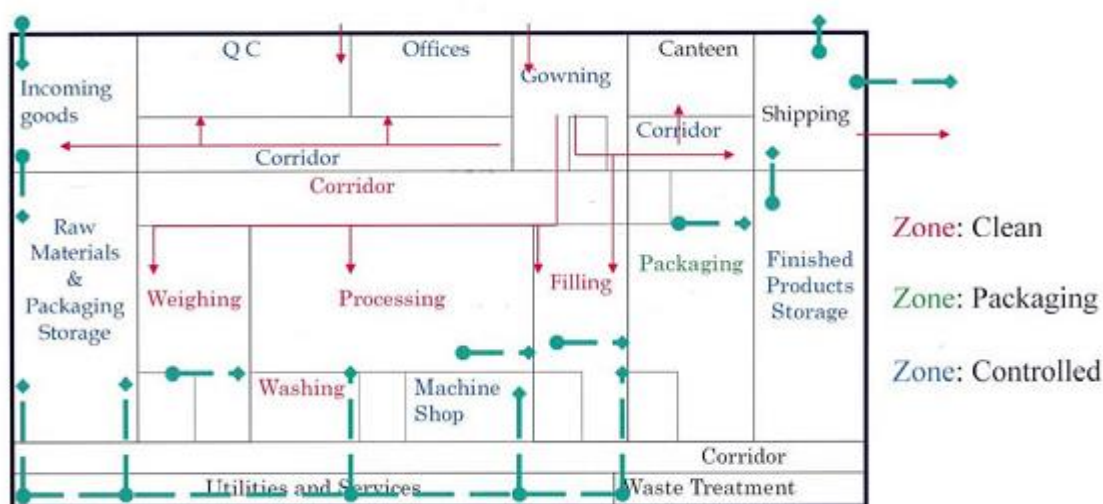 Q C
Offices
Canteen
Gowning
Incoming
goods
Shipping
Corridor
Corridor
Corridor
Raw
Materials
&
Packaging
Storage
Weighing
Processing
Filling
Packaging
Finished
Products
Storage
Washing
Machine
Shop
Corridor
Utilities and Services
Waste Treatment
Zone: Clean
Zone: Packaging
Zone: Controlled